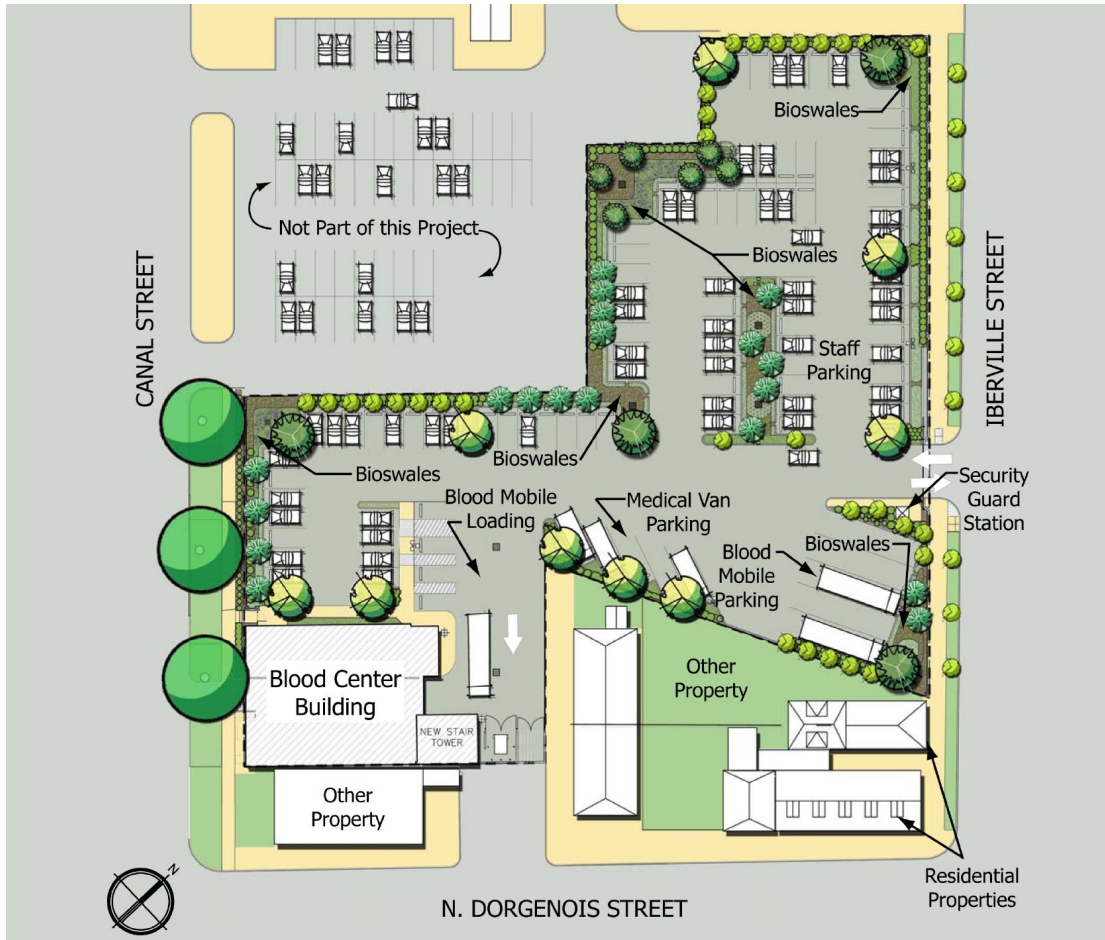 Bioswales
Not Part of this Project
Bioswales
CANAL STREET
IBERVILLE STREET
Staff
Parking
Bioswales
Bioswales
Blood Mobile
Loading
Medical Van
Parking
Security
Guard
Station
Bioswales
Blood
Mobile
Parking
Blood Center
Building
Other
Property
NEW STAIR
TOWER
Other
Property
Residential
Properties
N
N. DORGENOIS STREET